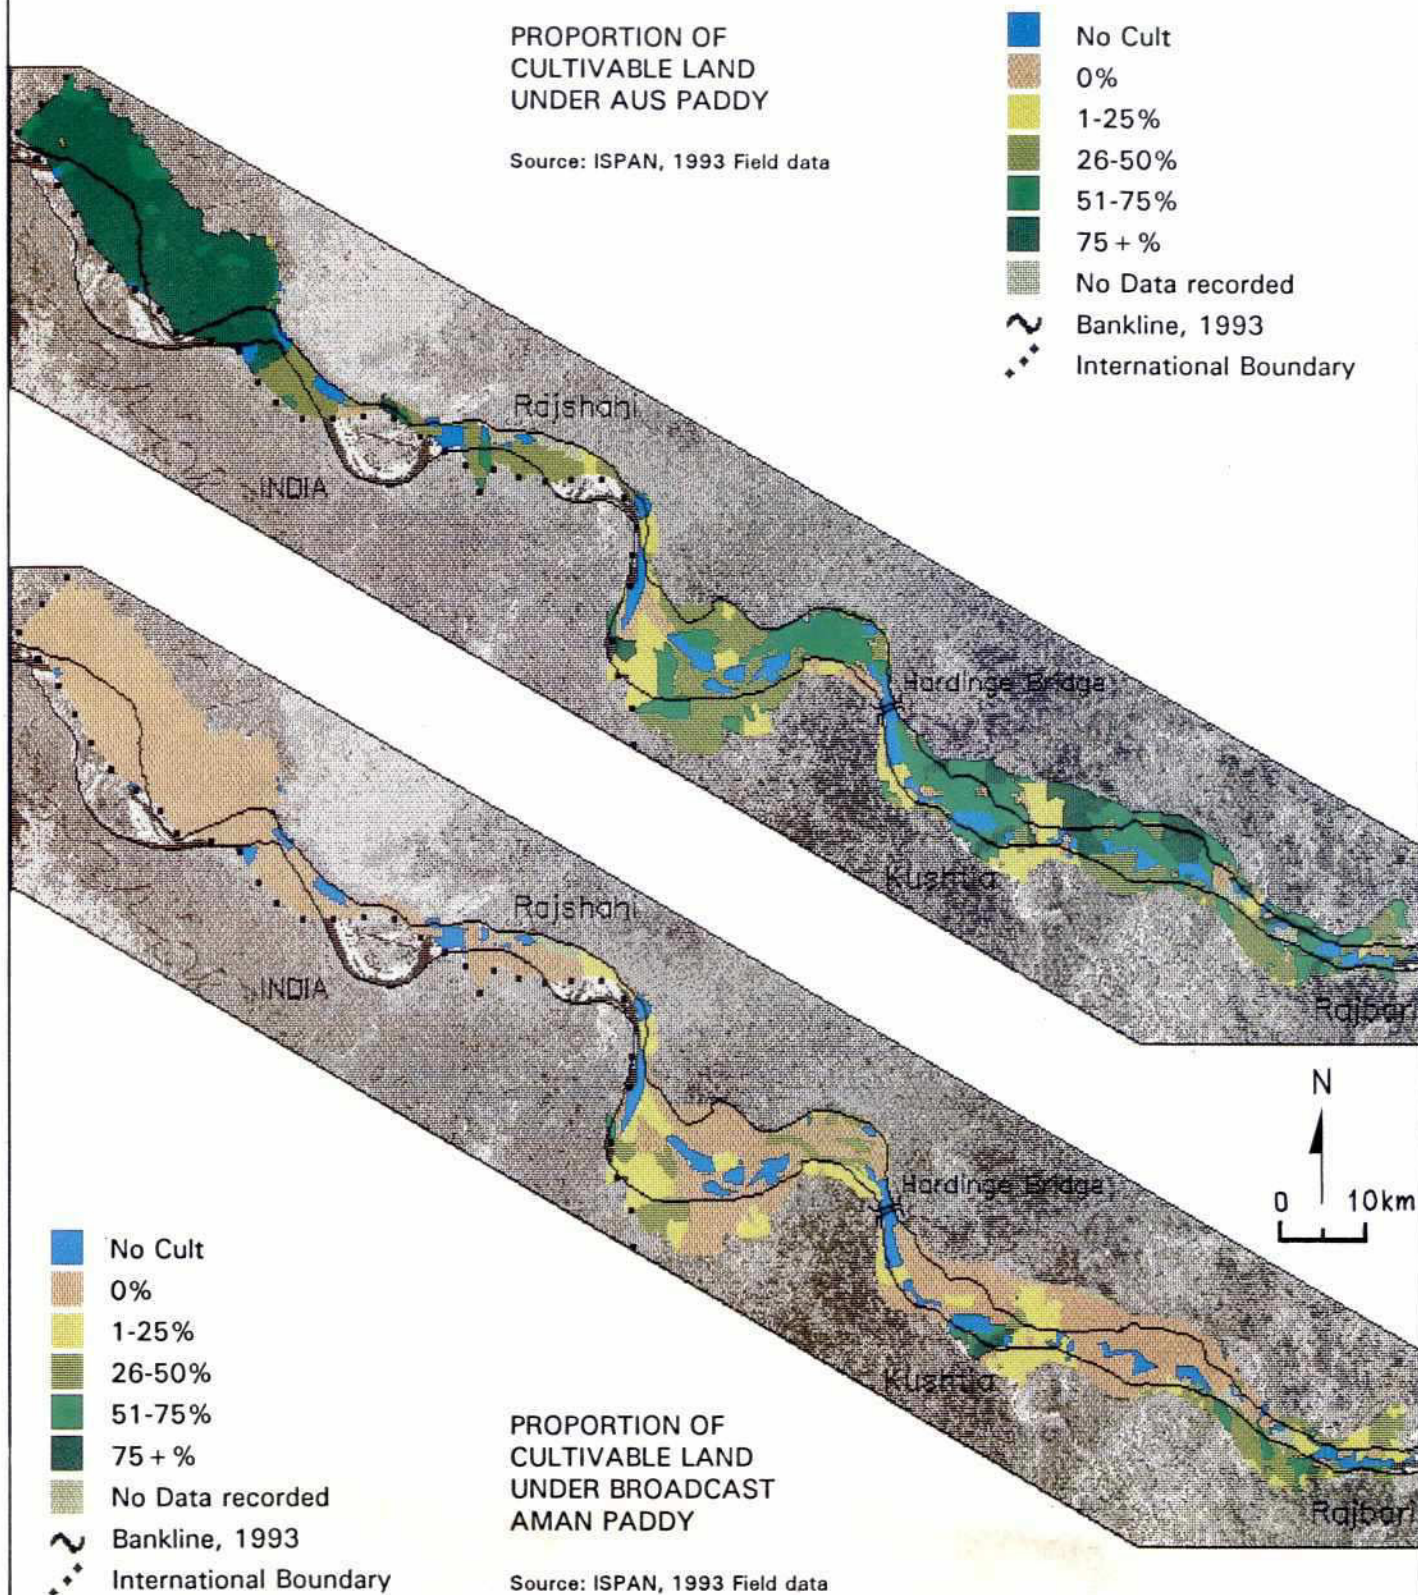 PROPORTION OF
CULTIVABLE LAND
UNDER AUS PADDY
Source: ISPAN, 1993 Field data
No Cult
0%
1-25%
26-50%
51-75%
75 + %
No Data recorded
Bankline, 1993
International Boundary
Rajshahi
INDIA
Hardinge Bridge
Kushtia
Rajbari
N
0 10km
Rajshahi
INDIA
Hardinge Bridge
Kushtia
Rajbari
No Cult
0%
1-25%
26-50%
51-75%
75 + %
No Data recorded
Bankline, 1993
International Boundary
PROPORTION OF
CULTIVABLE LAND
UNDER BROADCAST
AMAN PADDY
Source: ISPAN, 1993 Field data